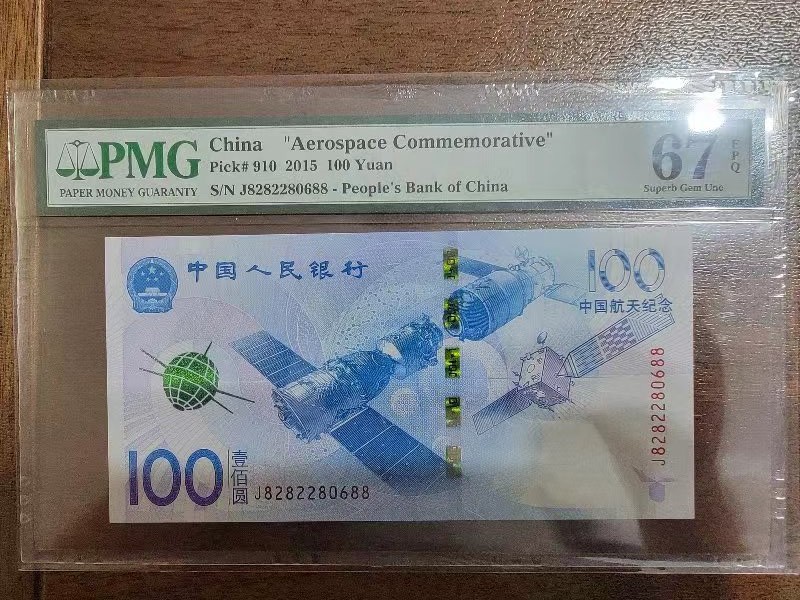 PMG
PAPER MONEY GUARANTY
China "Aerospace Commemorative"
Pick# 910 2015 100 Yuan
S/N J8282280688 - People's Bank of China
67 EPQ
Superb Gem Unc
中国人民银行
100
中国航天纪念
J8282280688
100
壹佰圆
J8282280688